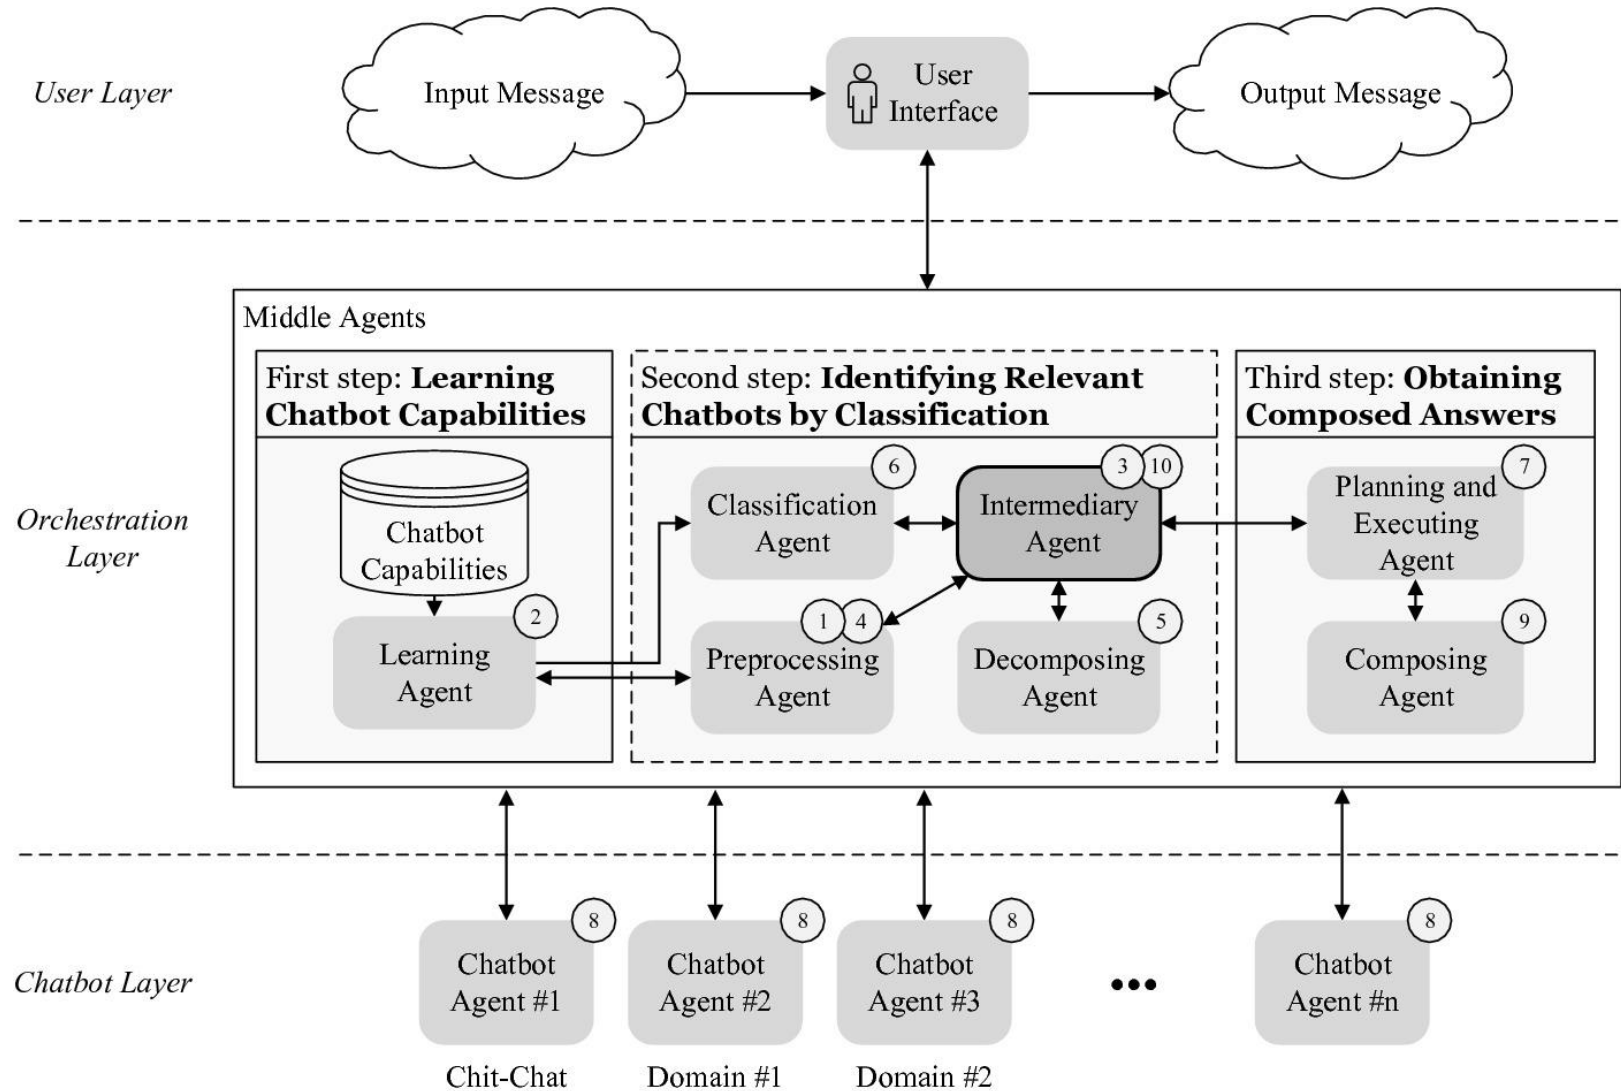 User Layer
Input Message
User
Interface
Output Message
Orchestration
Layer
Middle Agents
First step: Learning
Chatbot Capabilities
Chatbot
Capabilities
2
Learning
Agent
Second step: Identifying Relevant
Chatbots by Classification
6
Classification
Agent
3 10
Intermediary
Agent
1 4
Preprocessing
Agent
5
Decomposing
Agent
Third step: Obtaining
Composed Answers
7
Planning and
Executing
Agent
9
Composing
Agent
Chatbot Layer
8
Chatbot
Agent #1
Chit-Chat
8
Chatbot
Agent #2
Domain #1
8
Chatbot
Agent #3
Domain #2
•••
8
Chatbot
Agent #n